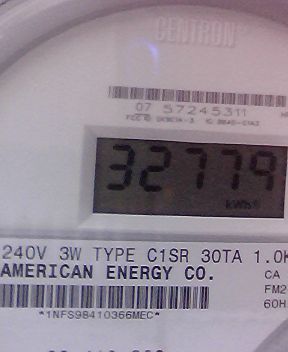 CENTRON
07 57245311
32779
kWh
240V 3W TYPE C1SR 30TA 1.0K
AMERICAN ENERGY CO.
CA
FM2
60H
*1NFS98410366MEC*